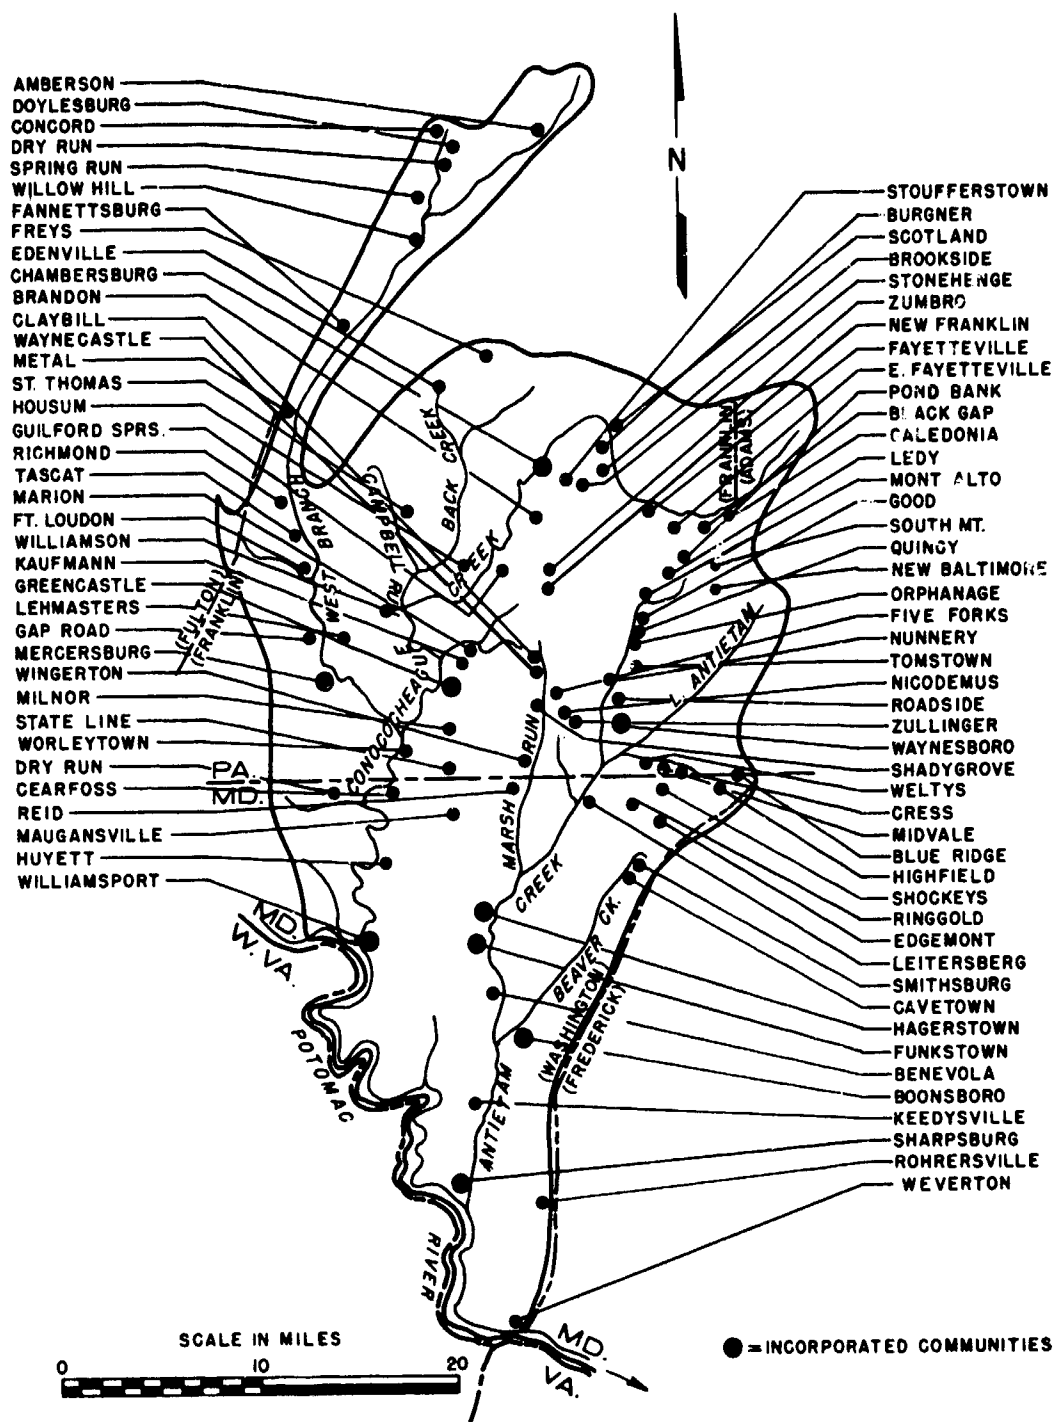 AMBERSON
DOYLESBURG
CONCORD
DRY RUN
SPRING RUN
WILLOW HILL
FANNETTSBURG
FREYS
EDENVILLE
CHAMBERSBURG
BRANDON
CLAYBILL
WAYNECASTLE
METAL
ST. THOMAS
HOUSUM
GUILFORD SPRS.
RICHMOND
TASCAT
MARION
FT. LOUDON
WILLIAMSON
KAUFMANN
GREENCASTLE
LEHMASTERS
GAP ROAD
MERCERSBURG
WINGERTON
MILNOR
STATE LINE
WORLEYTOWN
DRY RUN
CEARFOSS
REID
MAUGANSVILLE
HUYETT
WILLIAMSPORT
N
STOUFFERSTOWN
BURGNER
SCOTLAND
BROOKSIDE
STONEHENGE
ZUMBRO
NEW FRANKLIN
FAYETTEVILLE
E. FAYETTEVILLE
POND BANK
BLACK GAP
CALEDONIA
LEDY
MONT ALTO
GOOD
SOUTH MT.
QUINCY
NEW BALTIMORE
ORPHANAGE
FIVE FORKS
NUNNERY
TOMSTOWN
NICODEMUS
ROADSIDE
ZULLINGER
WAYNESBORO
SHADYGROVE
WELTYS
CRESS
MIDVALE
BLUE RIDGE
HIGHFIELD
SHOCKEYS
RINGGOLD
EDGEMONT
LEITERSBERG
SMITHSBURG
CAVETOWN
HAGERSTOWN
FUNKSTOWN
BENEVOLA
BOONSBORO
KEEDYSVILLE
SHARPSBURG
ROHRERSVILLE
WEVERTON
(FRANKLIN)
(ADAMS)
BACK CREEK
CAMPBELL RUN
WEST BRANCH
(FULTON)
(FRANKLIN)
CONOCOCHEAGUE CREEK
L. ANTIETAM
MARSH RUN
PA.
MD.
ANTIETAM CREEK
BEAVER CK.
(WASHINGTON)
(FREDERICK)
MD.
W. VA.
POTOMAC RIVER
MD.
VA.
SCALE IN MILES
0 10 20
= INCORPORATED COMMUNITIES